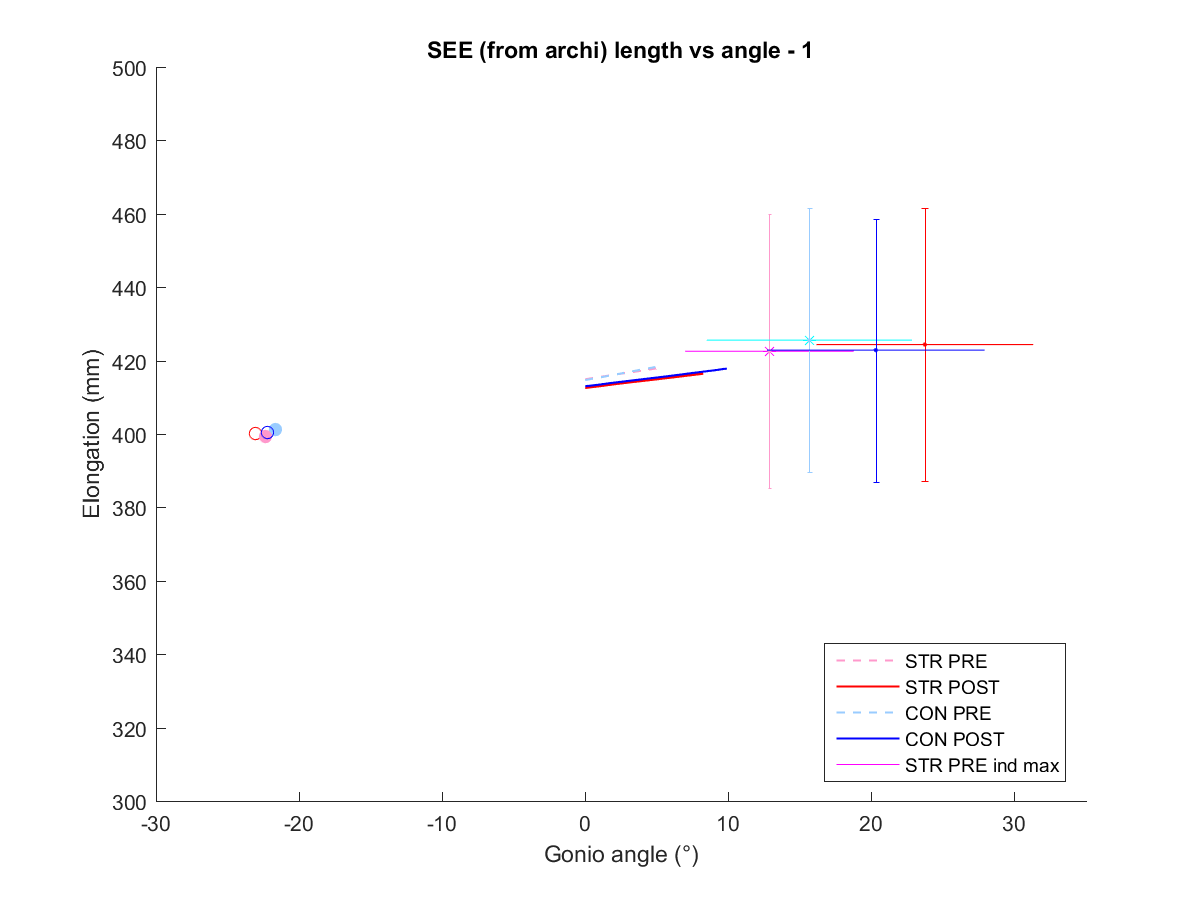 SEE (from archi) length vs angle - 1
500
480
460
440
420
400
380
360
340
320
300
Elongation (mm)
-30
-20
-10
0
10
20
30
Gonio angle (°)
STR PRE
STR POST
CON PRE
CON POST
STR PRE ind max